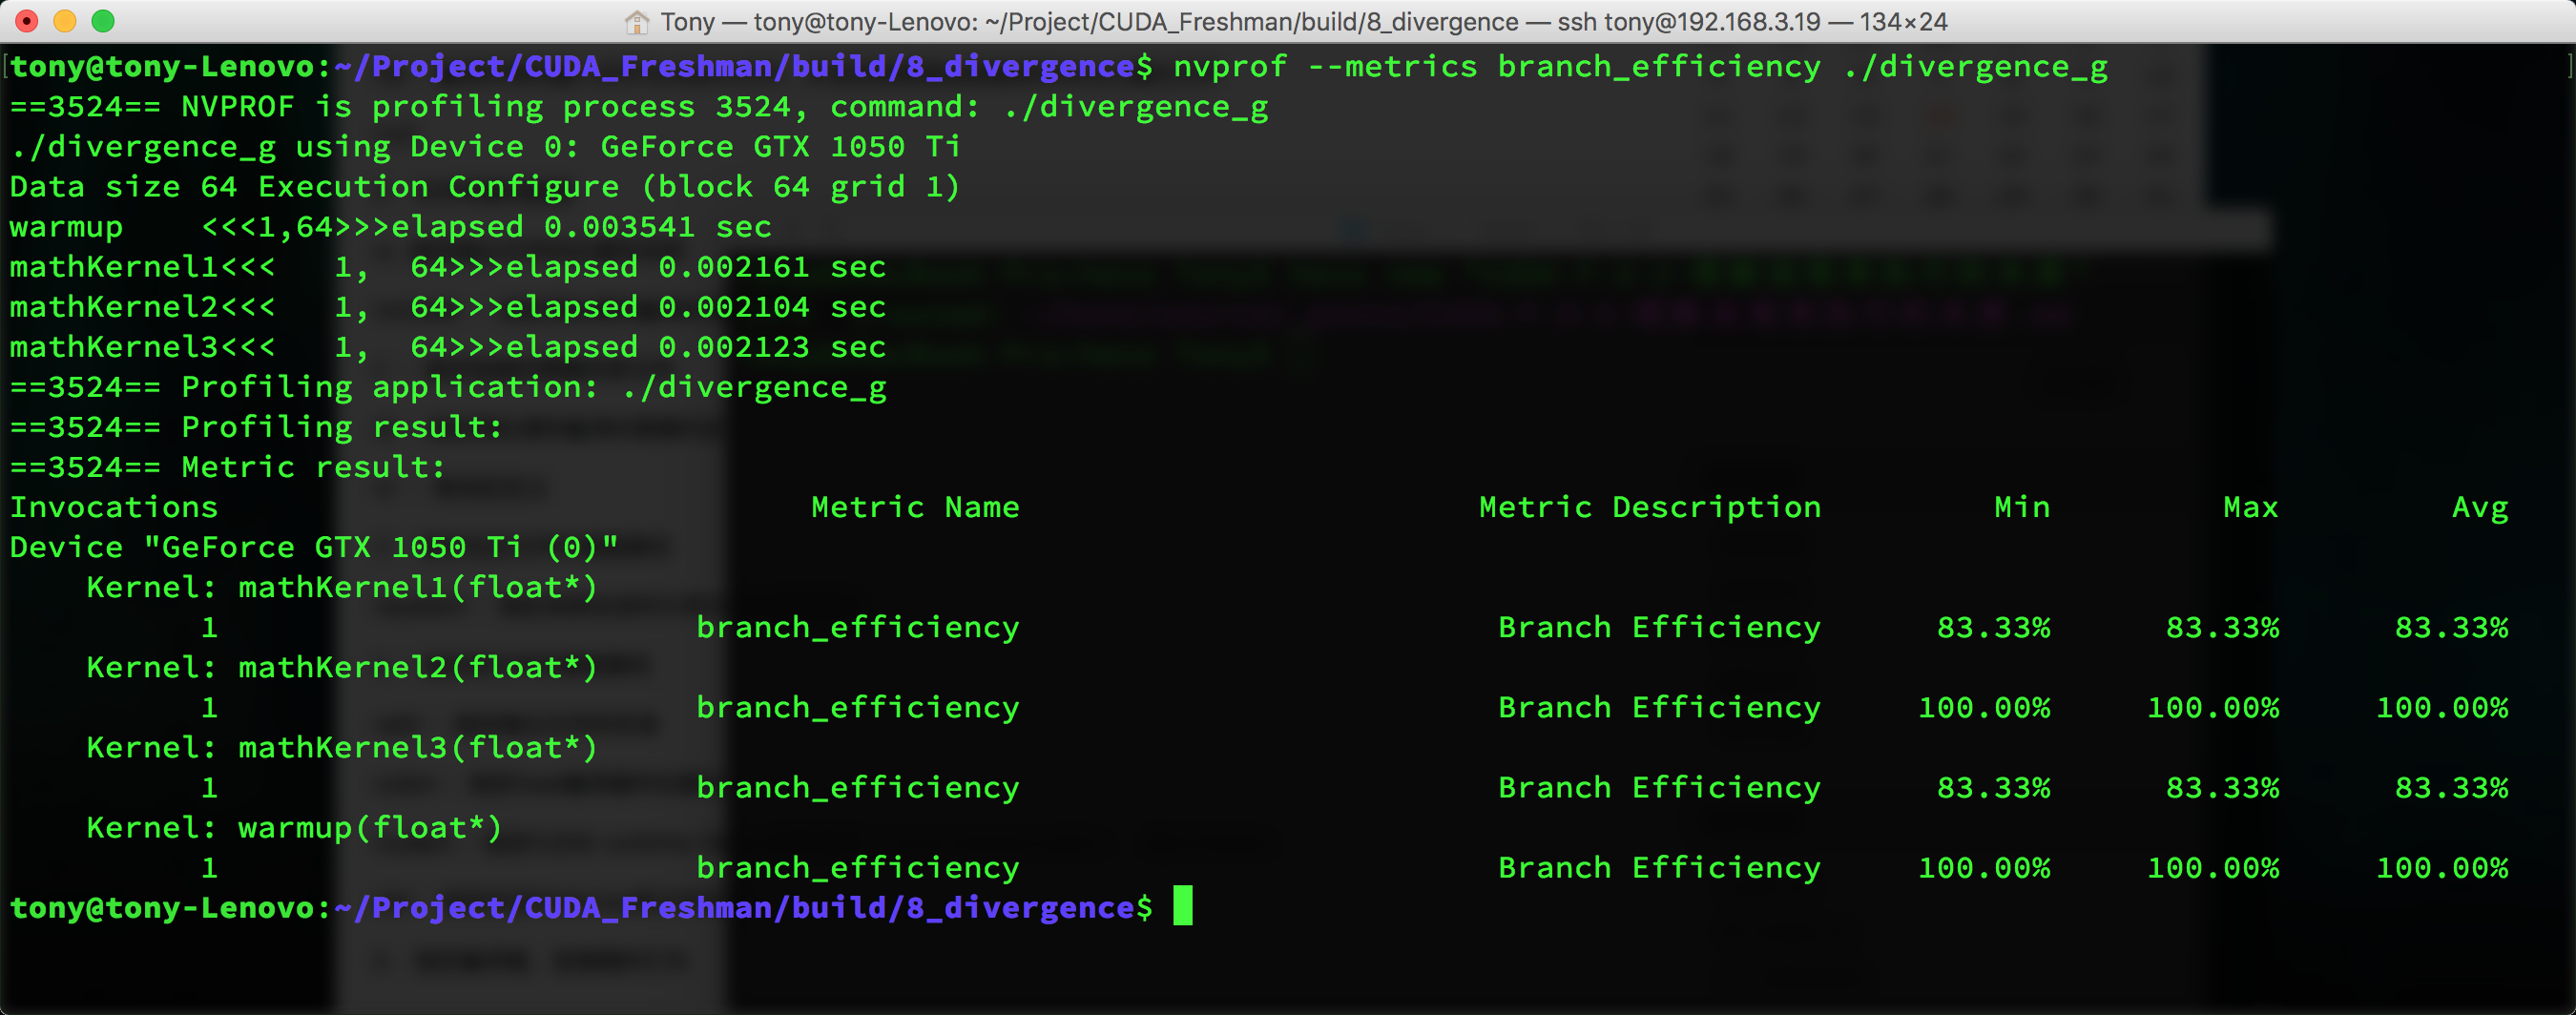 Tony — tony@tony-Lenovo: ~/Project/CUDA_Freshman/build/8_divergence — ssh tony@192.168.3.19 — 134×24
[tony@tony-Lenovo:~/Project/CUDA_Freshman/build/8_divergence$ nvprof --metrics branch_efficiency ./divergence_g ]
==3524== NVPROF is profiling process 3524, command: ./divergence_g
./divergence_g using Device 0: GeForce GTX 1050 Ti
Data size 64 Execution Configure (block 64 grid 1)
warmup    <<<1,64>>>elapsed 0.003541 sec
mathKernel1<<<   1,  64>>>elapsed 0.002161 sec
mathKernel2<<<   1,  64>>>elapsed 0.002104 sec
mathKernel3<<<   1,  64>>>elapsed 0.002123 sec
==3524== Profiling application: ./divergence_g
==3524== Profiling result:
==3524== Metric result:
Invocations                               Metric Name                        Metric Description         Min         Max         Avg
Device "GeForce GTX 1050 Ti (0)"
    Kernel: mathKernel1(float*)
          1                         branch_efficiency                         Branch Efficiency      83.33%      83.33%      83.33%
    Kernel: mathKernel2(float*)
          1                         branch_efficiency                         Branch Efficiency     100.00%     100.00%     100.00%
    Kernel: mathKernel3(float*)
          1                         branch_efficiency                         Branch Efficiency      83.33%      83.33%      83.33%
    Kernel: warmup(float*)
          1                         branch_efficiency                         Branch Efficiency     100.00%     100.00%     100.00%
tony@tony-Lenovo:~/Project/CUDA_Freshman/build/8_divergence$